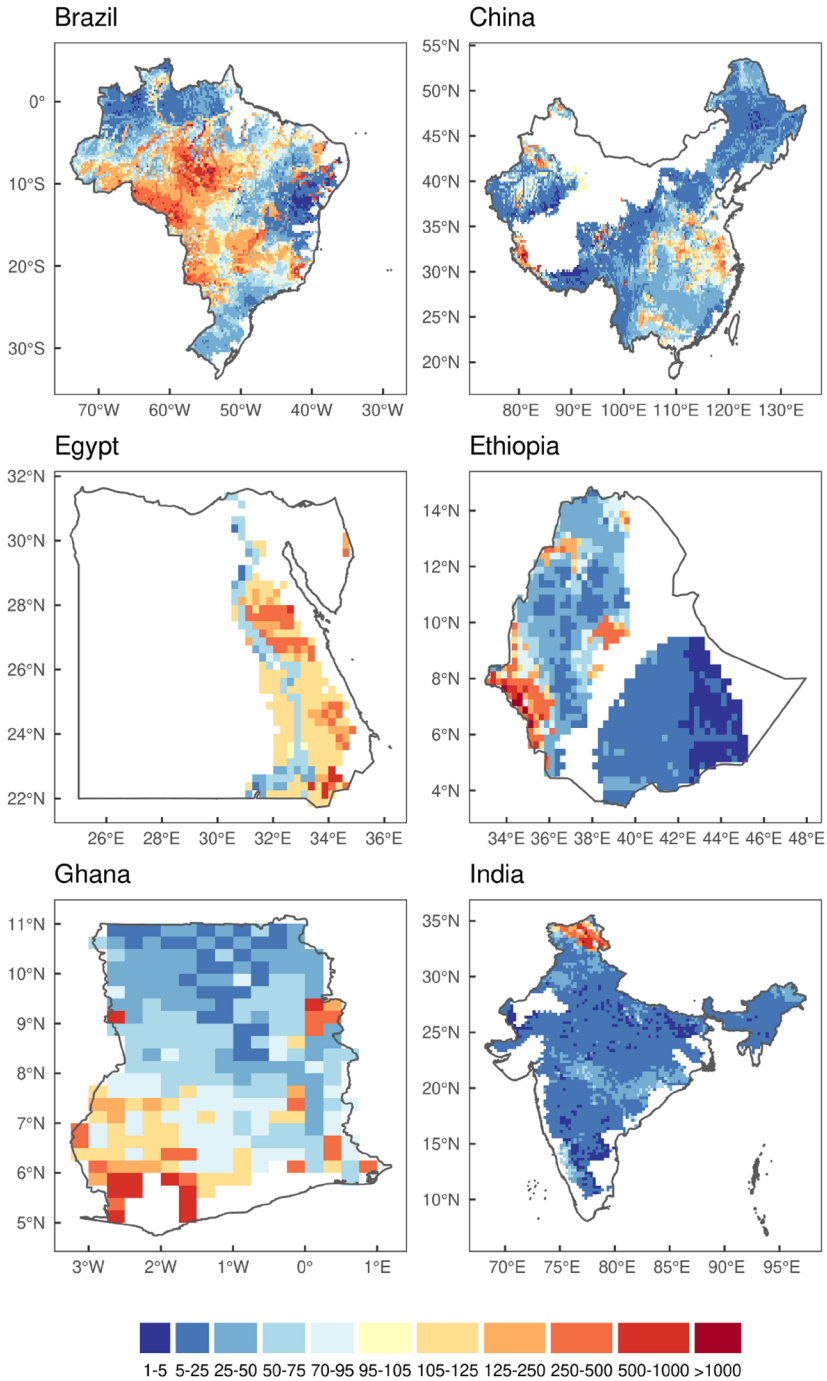 Brazil
China
0°
10°S
20°S
30°S
70°W 60°W 50°W 40°W 30°W
55°N
50°N
45°N
40°N
35°N
30°N
25°N
20°N
80°E 90°E 100°E 110°E 120°E 130°E
Egypt
Ethiopia
32°N
30°N
28°N
26°N
24°N
22°N
26°E 28°E 30°E 32°E 34°E 36°E
14°N
12°N
10°N
8°N
6°N
4°N
34°E 36°E 38°E 40°E 42°E 44°E 46°E 48°E
Ghana
India
11°N
10°N
9°N
8°N
7°N
6°N
5°N
3°W 2°W 1°W 0° 1°E
35°N
30°N
25°N
20°N
15°N
10°N
70°E 75°E 80°E 85°E 90°E 95°E
1-5 5-25 25-50 50-75 70-95 95-105 105-125 125-250 250-500 500-1000 >1000